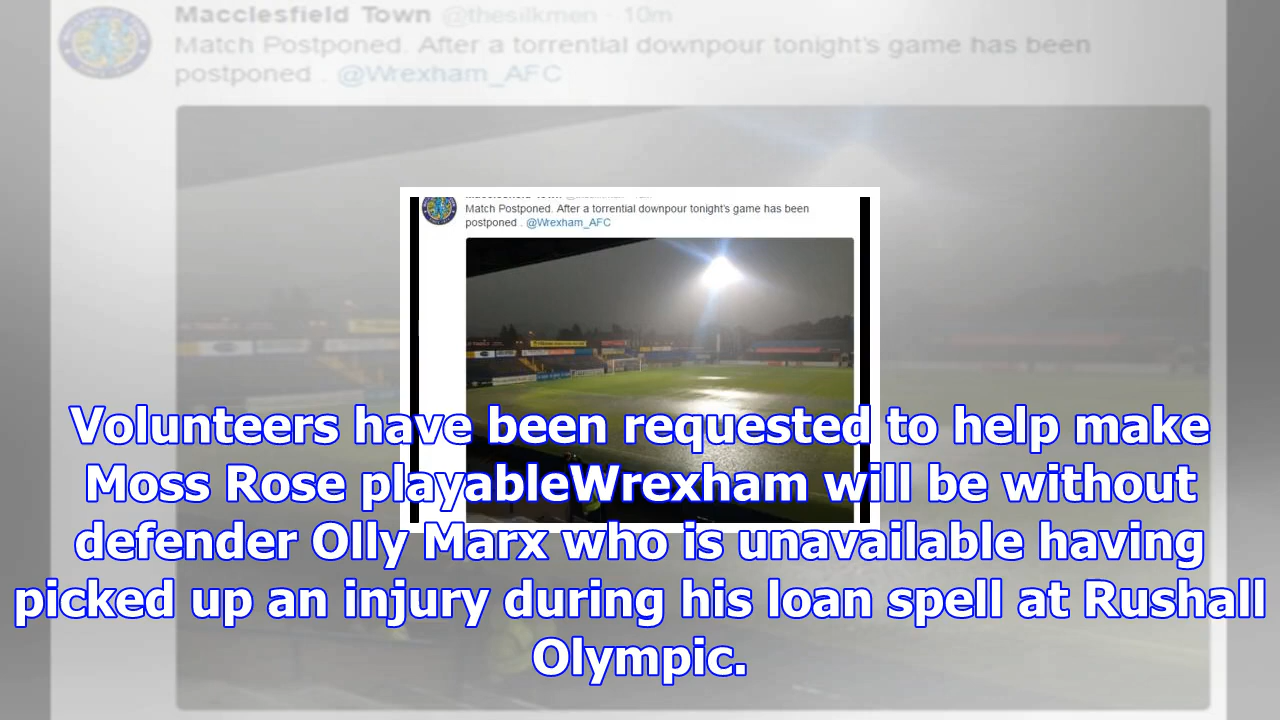 Macclesfield Town @thesilkmen · 10m
Match Postponed. After a torrential downpour tonight's game has been
postponed . @Wrexham_AFC
Match Postponed. After a torrential downpour tonight's game has been
postponed . @Wrexham_AFC
Volunteers have been requested to help make
Moss Rose playableWrexham will be without
defender Olly Marx who is unavailable having
picked up an injury during his loan spell at Rushall
Olympic.